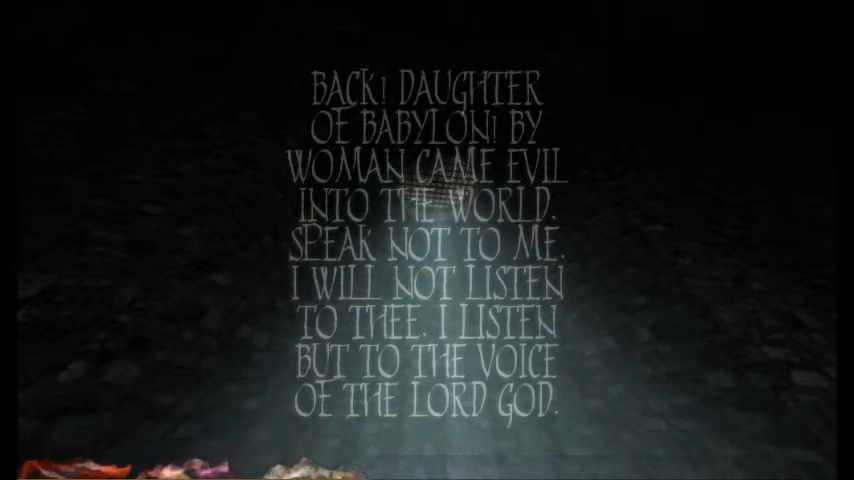 BACK! DAUGHTER
OF BABYLON! BY
WOMAN CAME EVIL
INTO THE WORLD.
SPEAK NOT TO ME.
I WILL NOT LISTEN
TO THEE. I LISTEN
BUT TO THE VOICE
OF THE LORD GOD.